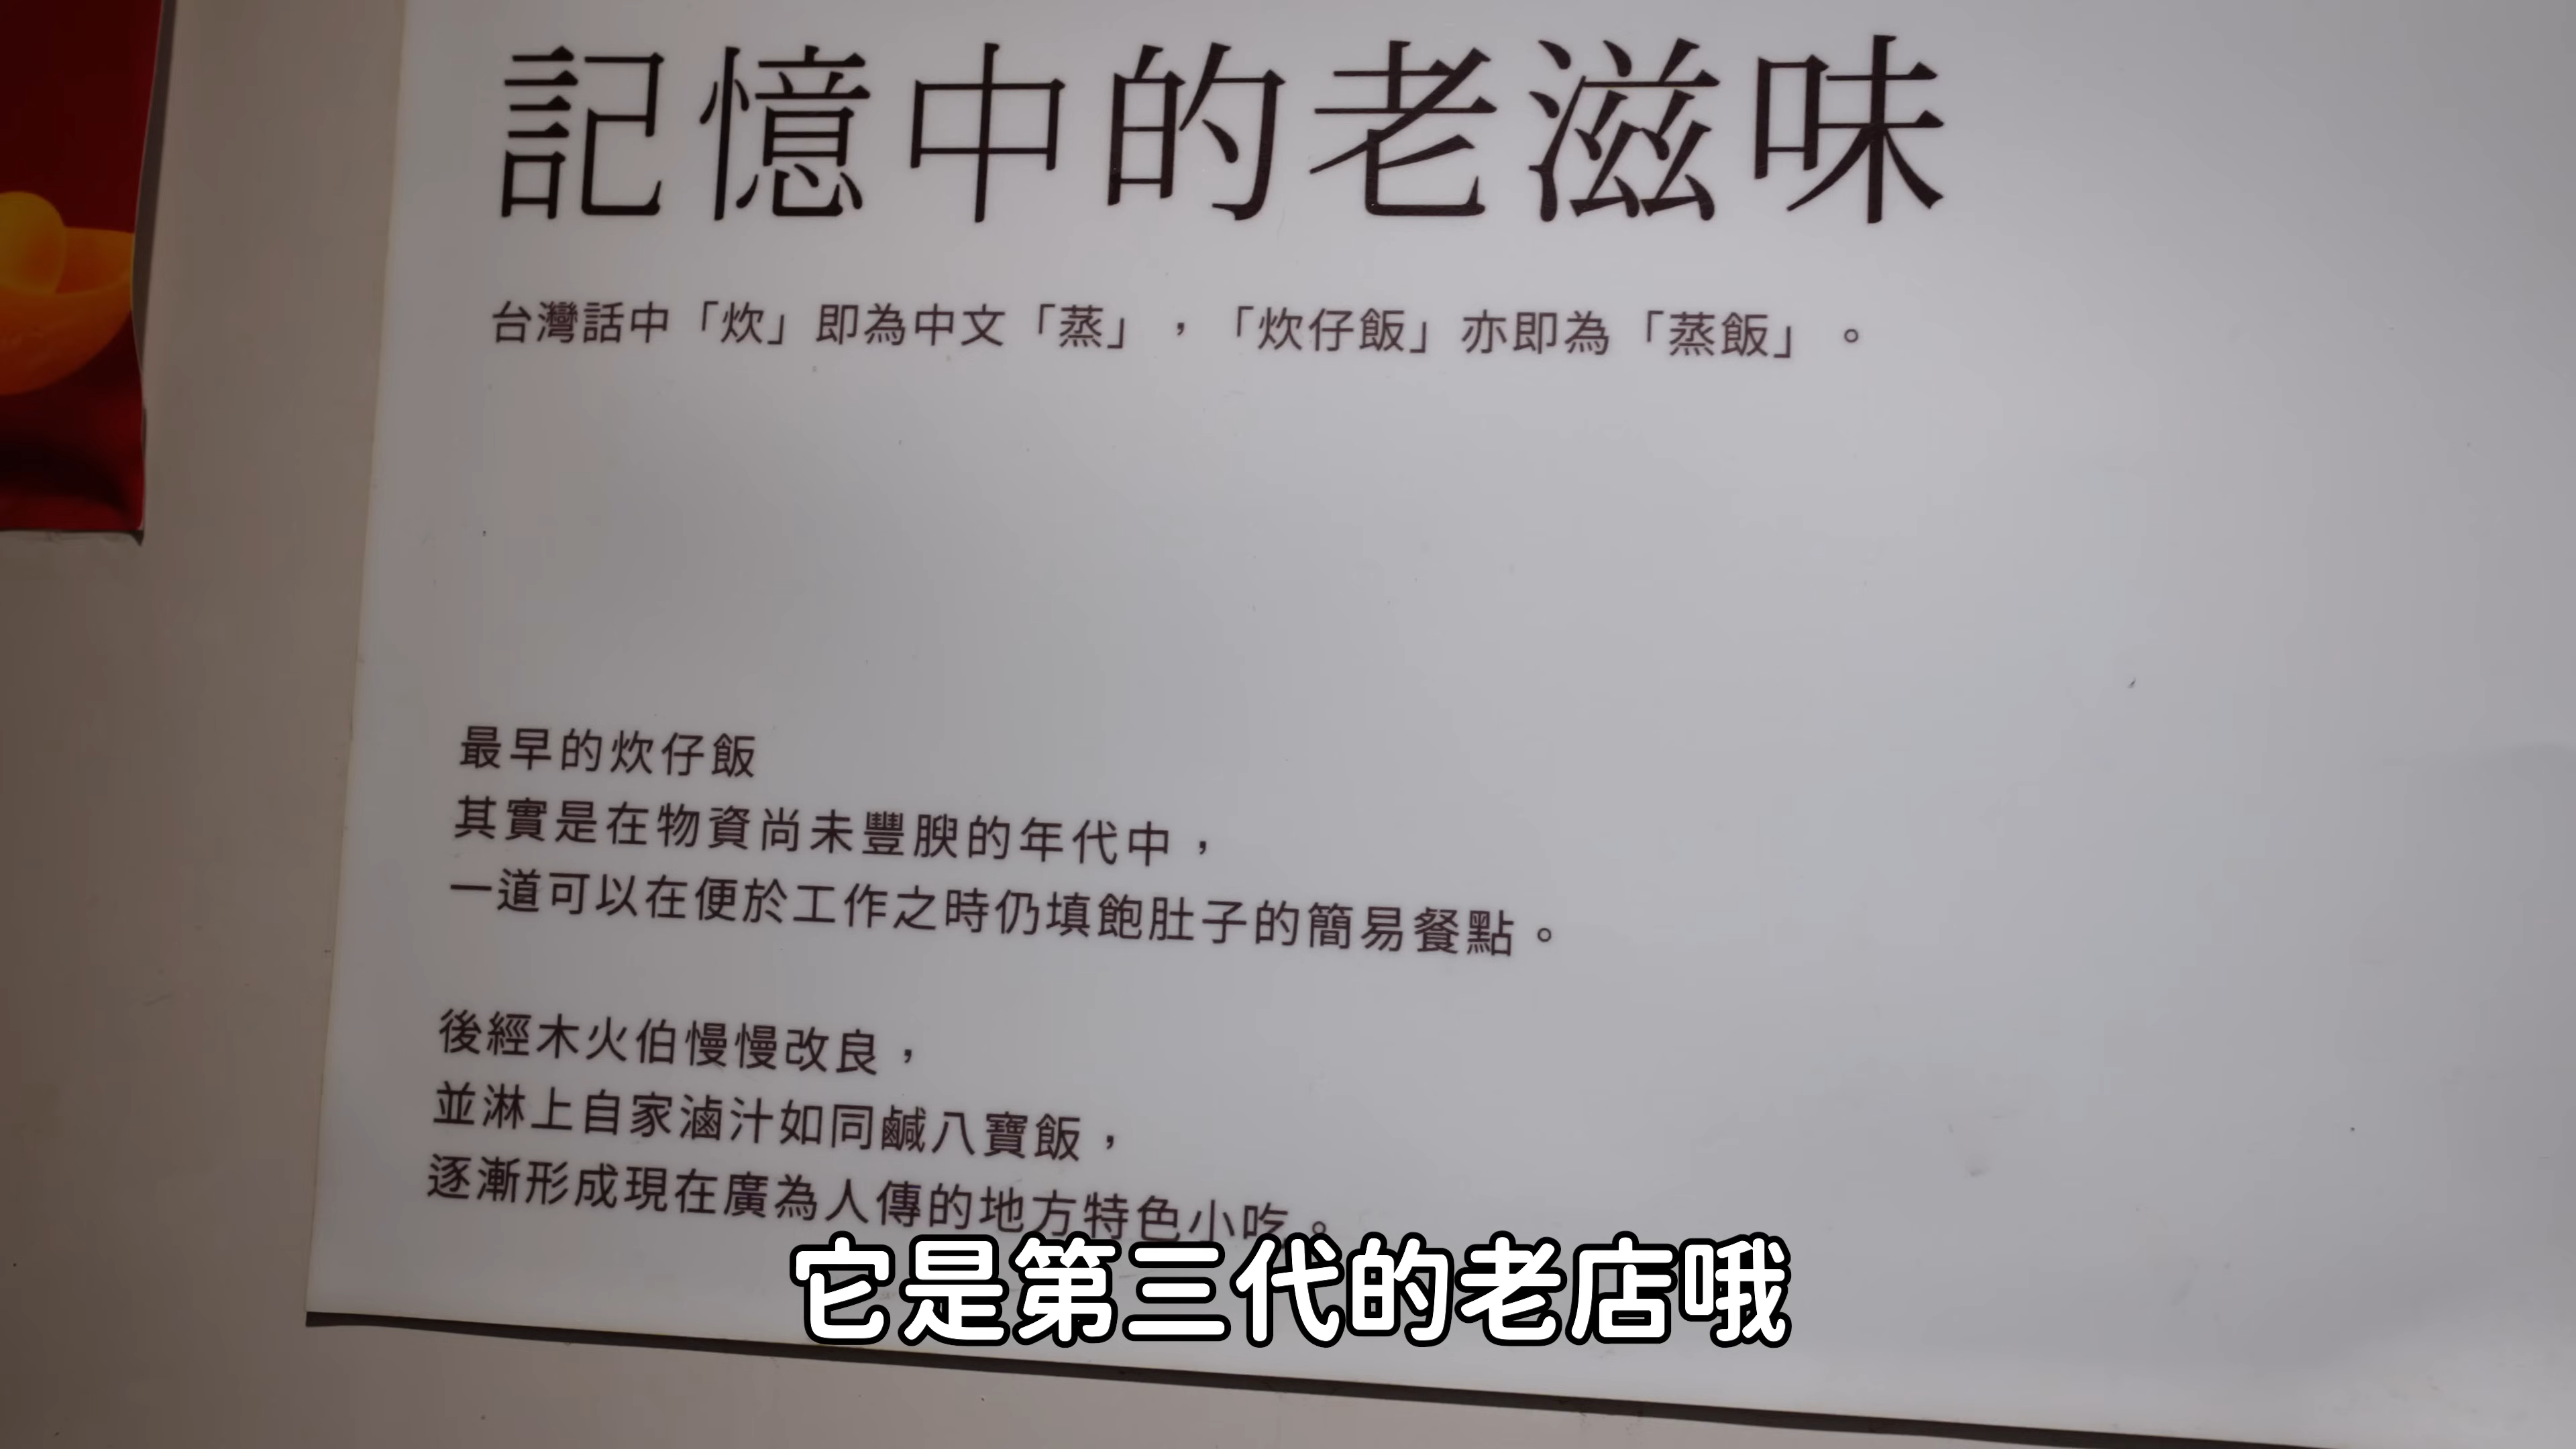 記憶中的老滋味
台灣話中「炊」即為中文「蒸」，「炊仔飯」亦即為「蒸飯」。
最早的炊仔飯
其實是在物資尚未豐腴的年代中，
一道可以在便於工作之時仍填飽肚子的簡易餐點。
後經木火伯慢慢改良，
並淋上自家滷汁如同鹹八寶飯，
逐漸形成現在廣為人傳的地方特色小吃。
它是第三代的老店哦